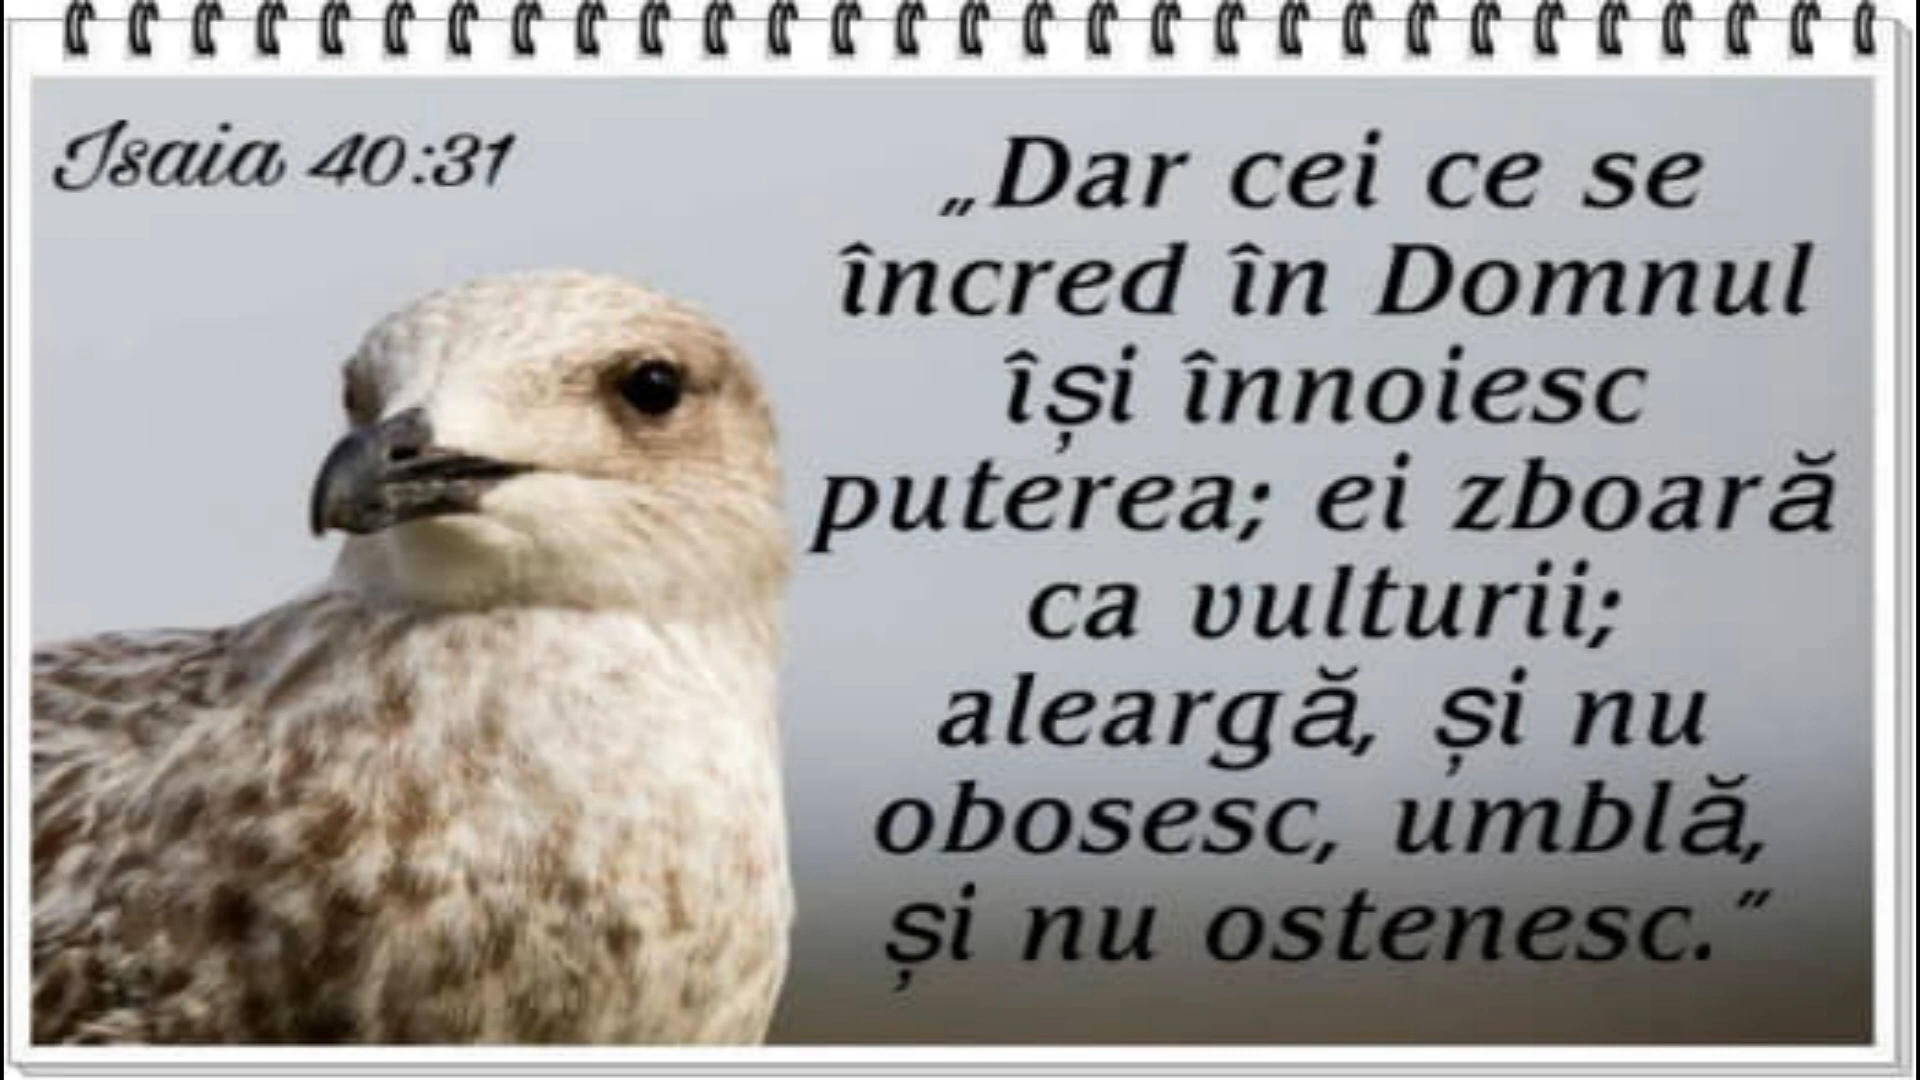 Isaia 40:31
„Dar cei ce se
încred în Domnul
își înnoiesc
puterea; ei zboară
ca vulturii;
aleargă, și nu
obosesc, umblă,
și nu ostenesc.”